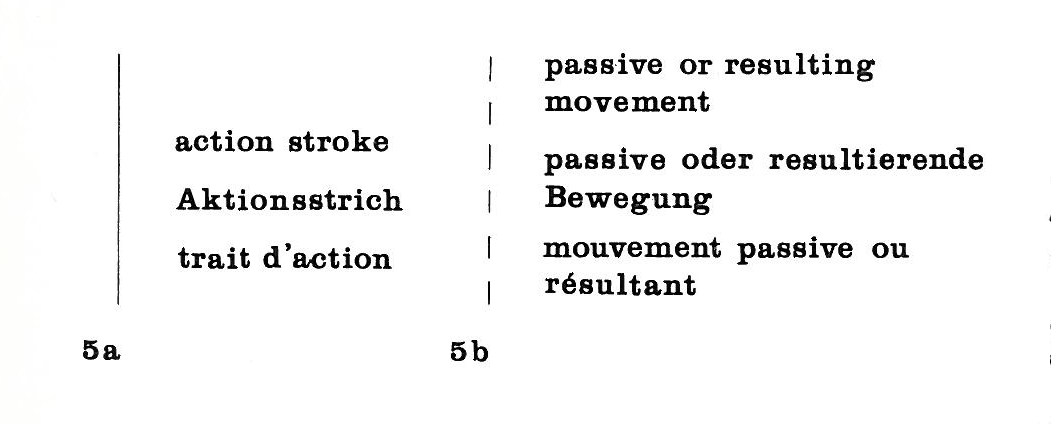 action stroke
Aktionsstrich
trait d'action
5a
passive or resulting
movement
passive oder resultierende
Bewegung
mouvement passive ou
résultant
5b